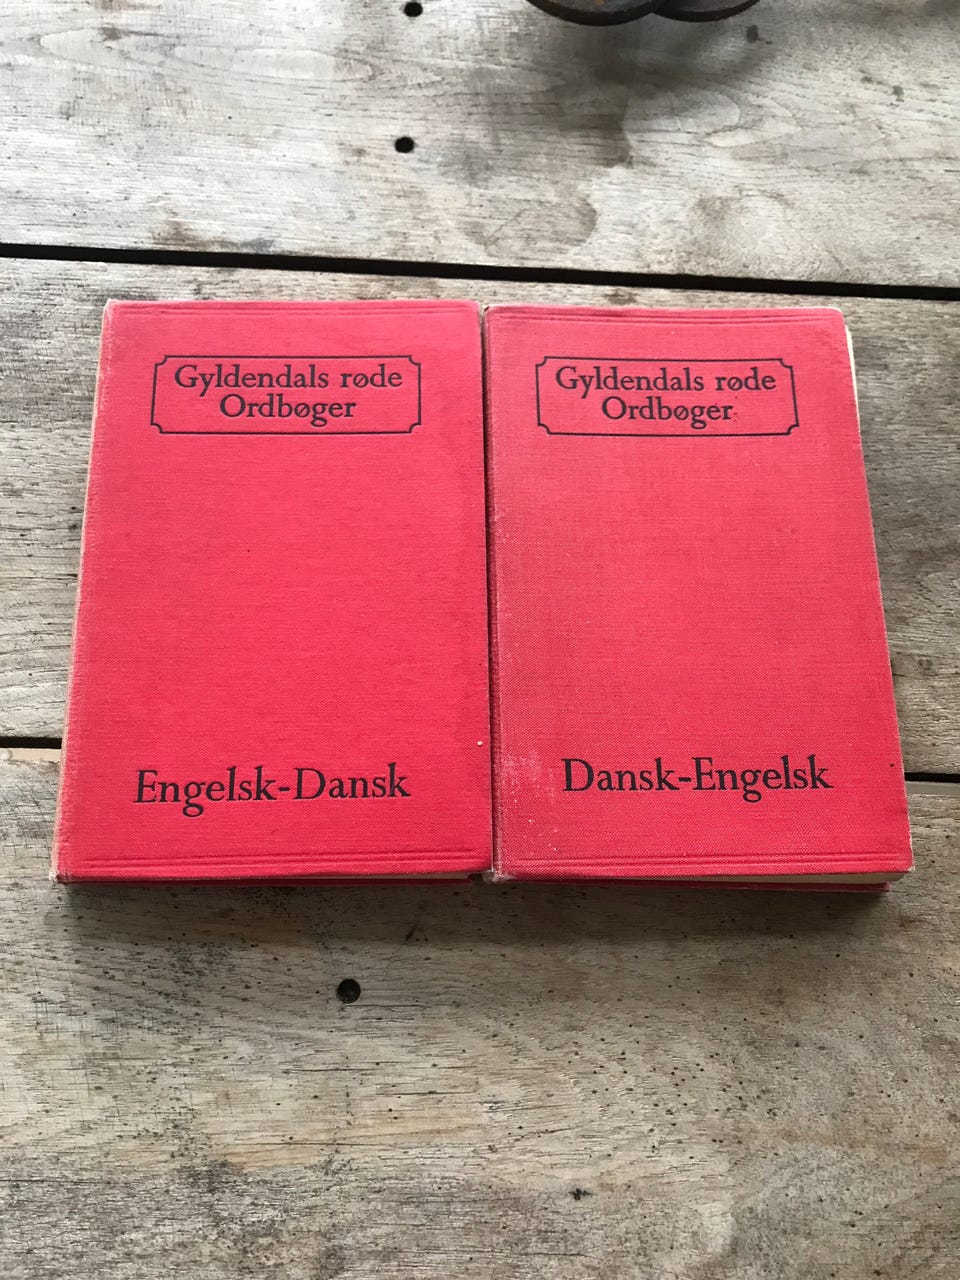 Gyldendals røde
Ordbøger
Engelsk-Dansk
Gyldendals røde
Ordbøger
Dansk-Engelsk